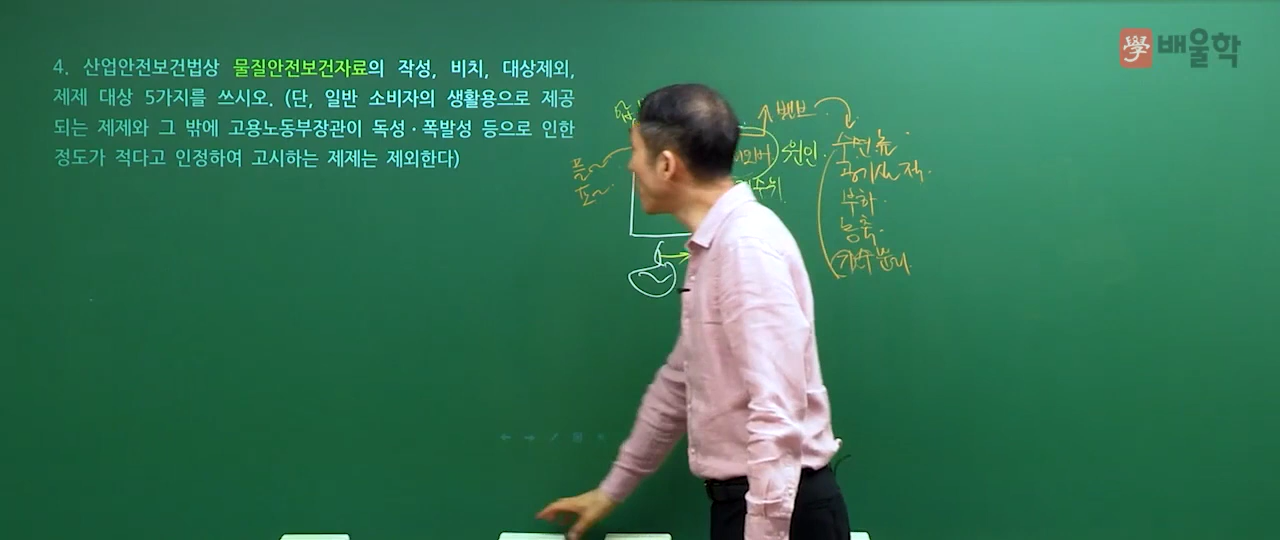 4. 산업안전보건법상 물질안전보건자료의 작성, 비치, 대상제외,
제제 대상 5가지를 쓰시오. (단, 일반 소비자의 생활용으로 제공
되는 제제와 그 밖에 고용노동부장관이 독성·폭발성 등으로 인한
정도가 적다고 인정하여 고시하는 제제는 제외한다)
學 배울학
밴브
원인
부하
농축